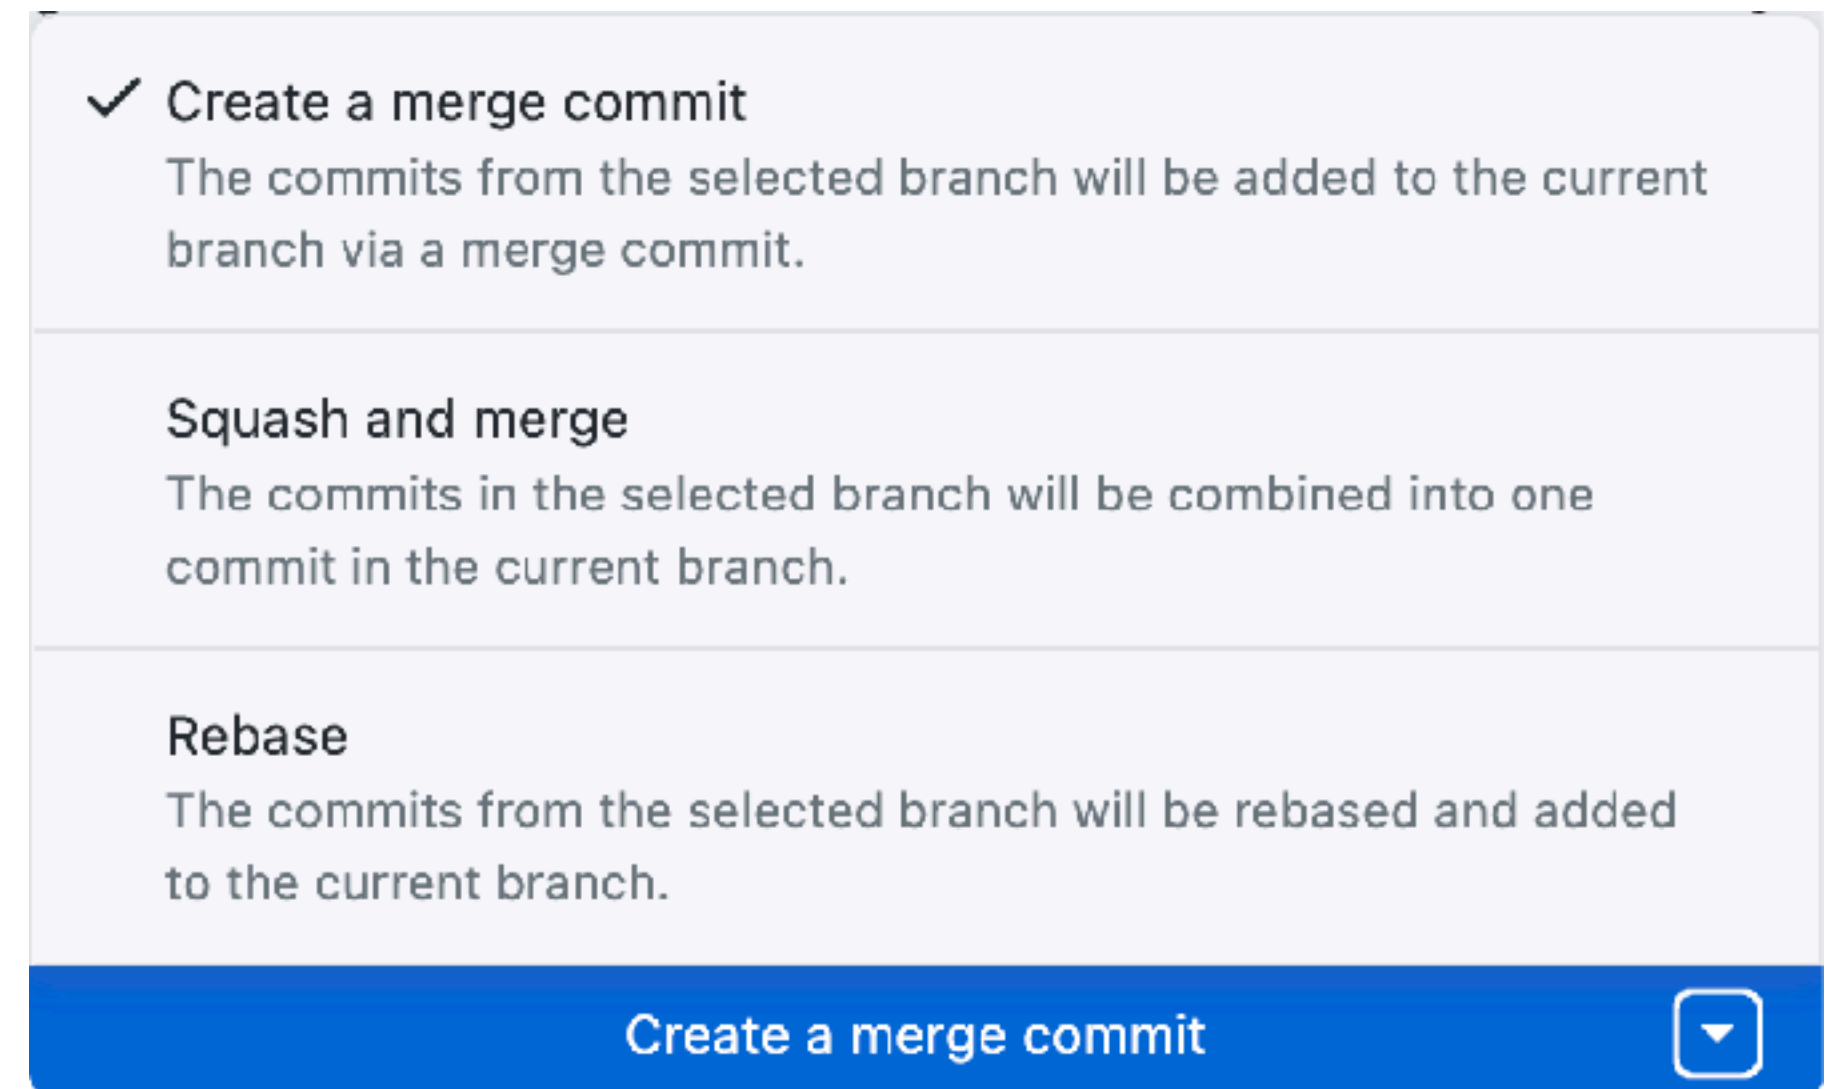 Create a merge commit
The commits from the selected branch will be added to the current
branch via a merge commit.
Squash and merge
The commits in the selected branch will be combined into one
commit in the current branch.
Rebase
The commits from the selected branch will be rebased and added
to the current branch.
Create a merge commit